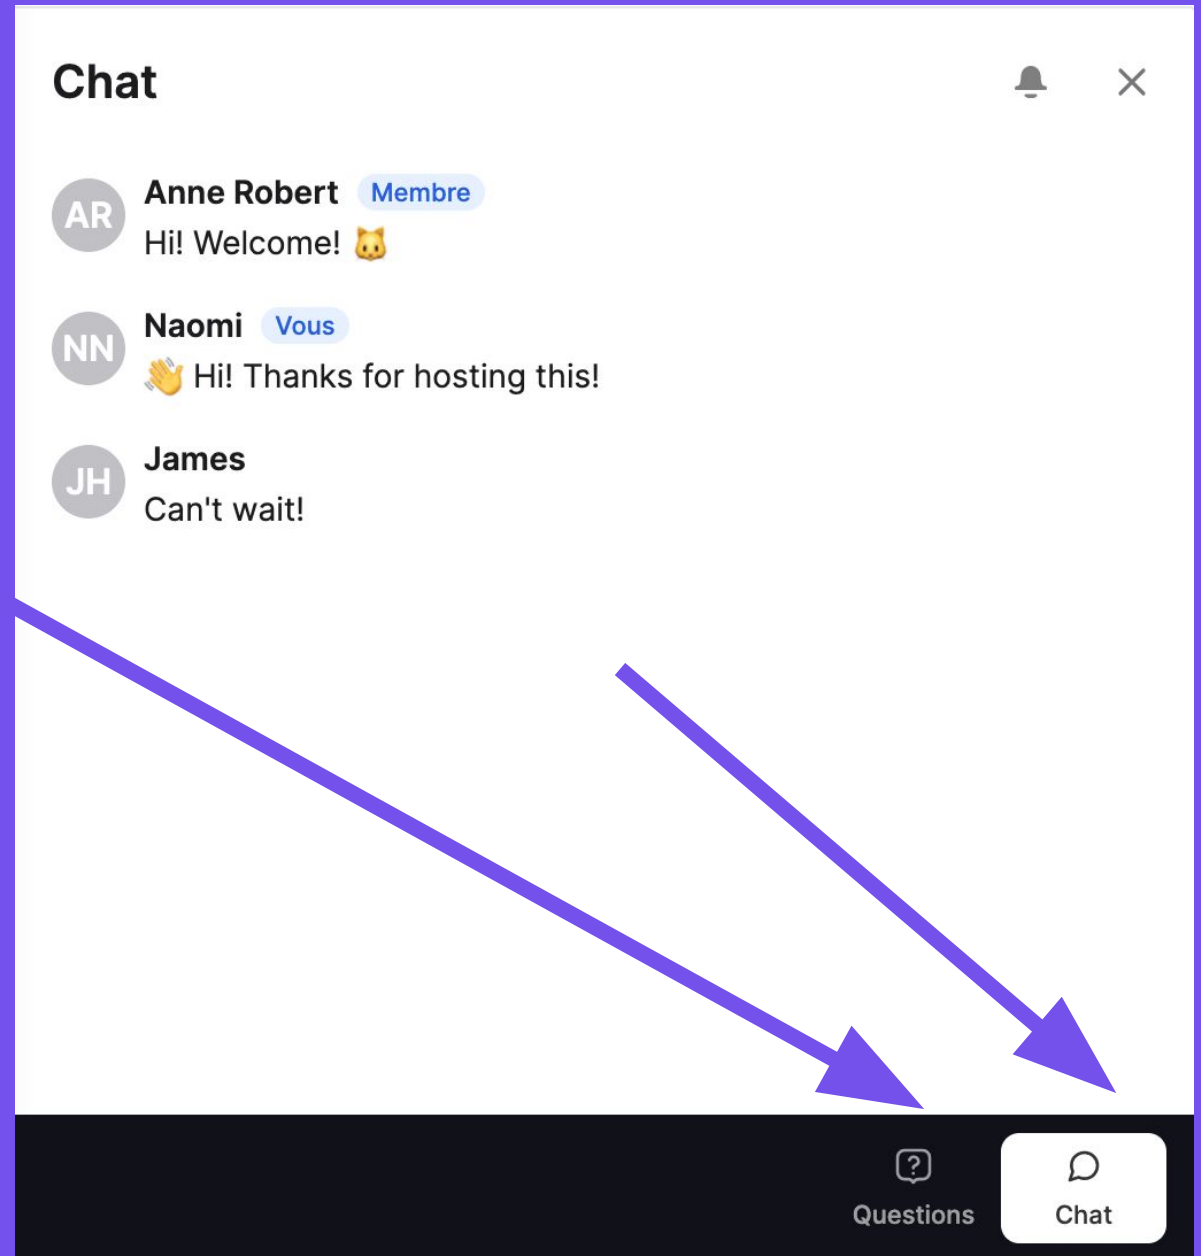 Chat
AR
Anne Robert Membre
Hi! Welcome! 🐱
NN
Naomi Vous
👋 Hi! Thanks for hosting this!
JH
James
Can't wait!
Questions
Chat